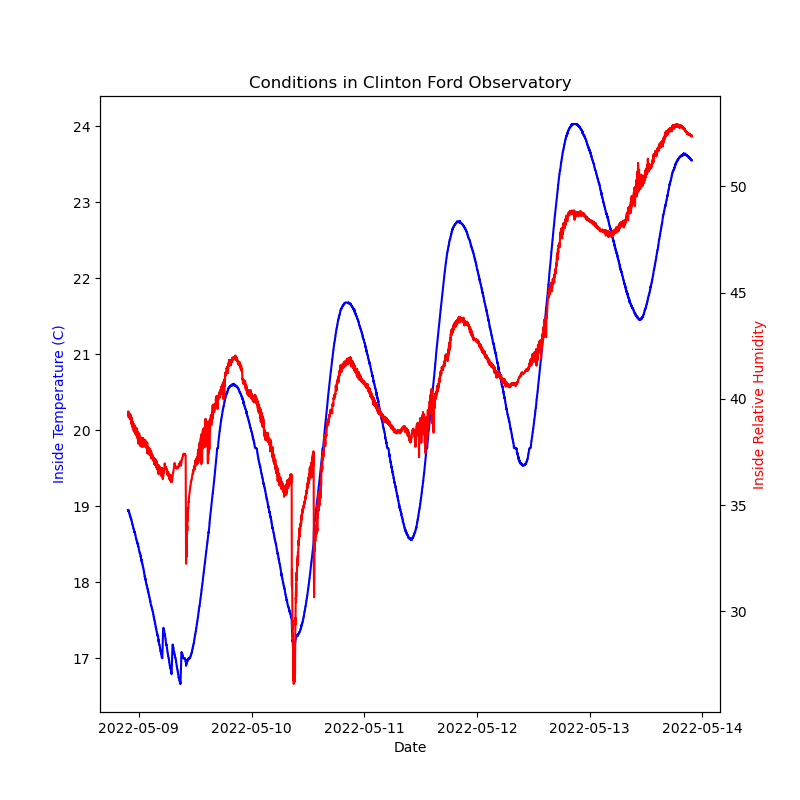 Conditions in Clinton Ford Observatory
24
23
22
21
20
19
18
17
Inside Temperature (C)
50
45
40
35
30
Inside Relative Humidity
2022-05-09 2022-05-10 2022-05-11 2022-05-12 2022-05-13 2022-05-14
Date